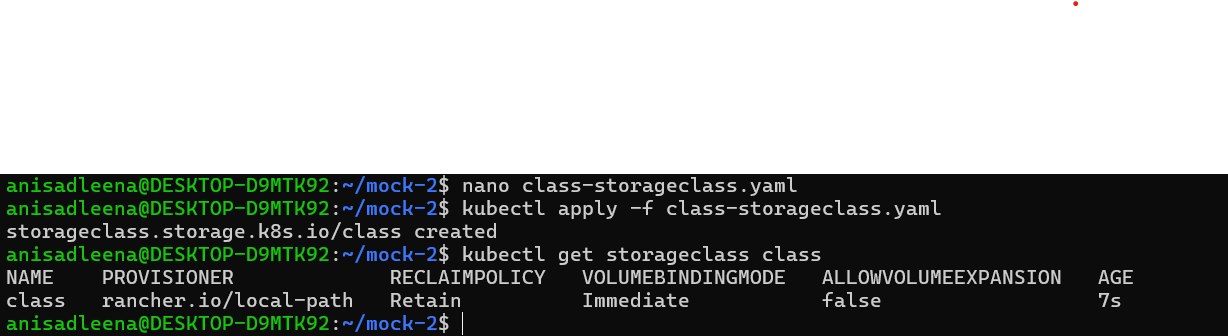 anisadleena@DESKTOP-D9MTK92:~/mock-2$ nano class-storageclass.yaml
anisadleena@DESKTOP-D9MTK92:~/mock-2$ kubectl apply -f class-storageclass.yaml
storageclass.storage.k8s.io/class created
anisadleena@DESKTOP-D9MTK92:~/mock-2$ kubectl get storageclass class
NAME    PROVISIONER             RECLAIMPOLICY   VOLUMEBINDINGMODE   ALLOWVOLUMEEXPANSION   AGE
class   rancher.io/local-path   Retain          Immediate           false                  7s
anisadleena@DESKTOP-D9MTK92:~/mock-2$